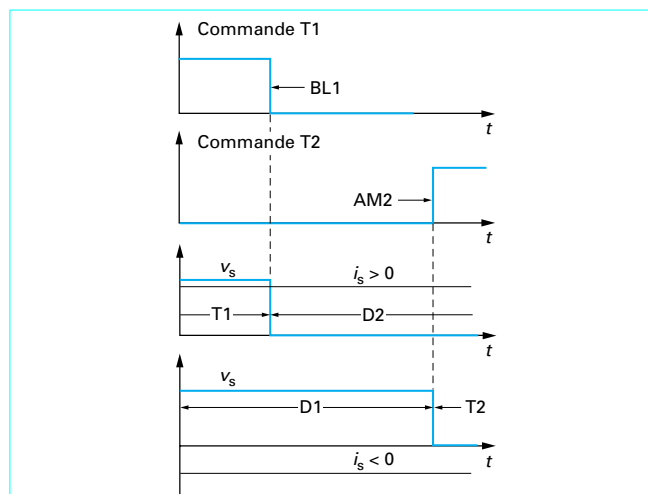 Commande T1
BL1
t
Commande T2
AM2
t
vs
is > 0
T1
D2
t
vs
D1
T2
is < 0
t